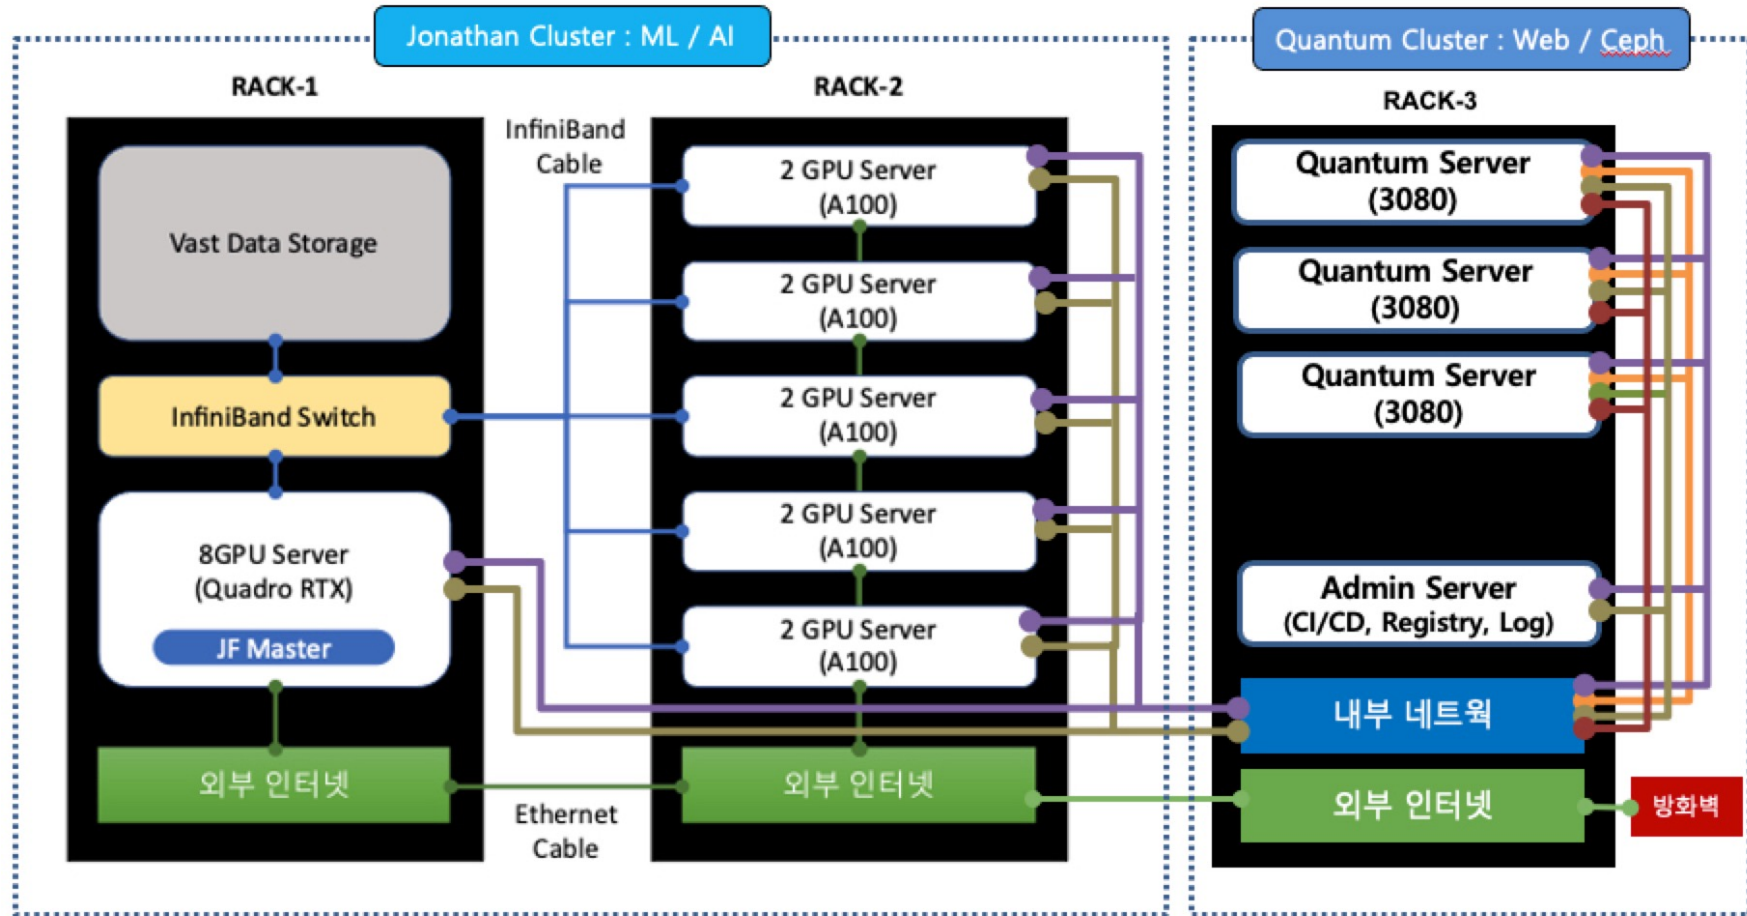 Jonathan Cluster : ML / AI
Quantum Cluster : Web / Ceph
RACK-1
RACK-2
RACK-3
Vast Data Storage
InfiniBand Switch
8GPU Server
(Quadro RTX)
JF Master
외부 인터넷
InfiniBand
Cable
Ethernet
Cable
2 GPU Server
(A100)
2 GPU Server
(A100)
2 GPU Server
(A100)
2 GPU Server
(A100)
2 GPU Server
(A100)
외부 인터넷
Quantum Server
(3080)
Quantum Server
(3080)
Quantum Server
(3080)
Admin Server
(CI/CD, Registry, Log)
내부 네트웍
외부 인터넷
방화벽